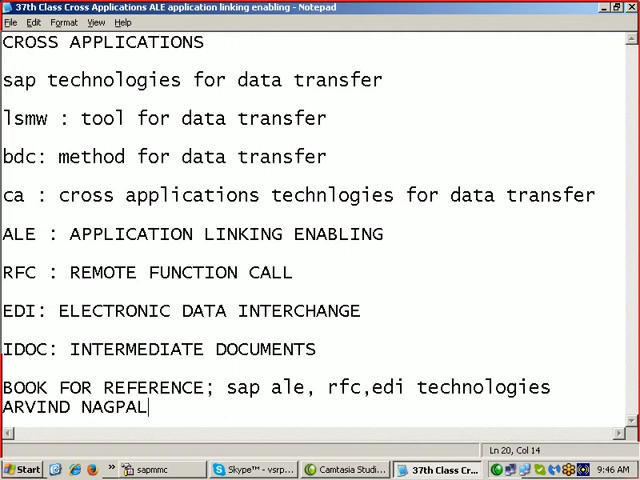 37th Class Cross Applications ALE application linking enabling - Notepad
File Edit Format View Help
CROSS APPLICATIONS
sap technologies for data transfer
lsmw : tool for data transfer
bdc: method for data transfer
ca : cross applications technlogies for data transfer
ALE : APPLICATION LINKING ENABLING
RFC : REMOTE FUNCTION CALL
EDI: ELECTRONIC DATA INTERCHANGE
IDOC: INTERMEDIATE DOCUMENTS
BOOK FOR REFERENCE; sap ale, rfc,edi technologies
ARVIND NAGPAL
Ln 20, Col 14
Start » sapmmc Skype™ - vsrp... Camtasia Studi... 37th Class Cr... 9:46 AM